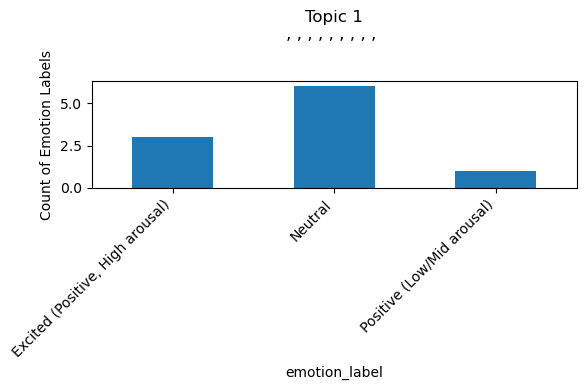 Topic 1
, , , , , , , , ,
Count of Emotion Labels
5.0
2.5
0.0
Excited (Positive, High arousal)
Neutral
Positive (Low/Mid arousal)
emotion_label